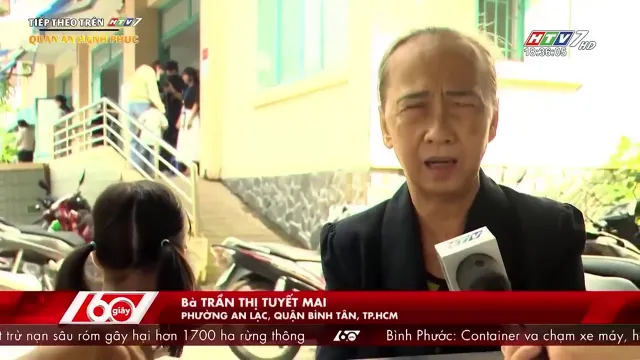 TIẾP THEO TRÊN HTV7
QUÁN ĂN HẠNH PHÚC
HTV7 HD
18:36:05
60 giây
Bà TRẦN THỊ TUYẾT MAI
PHƯỜNG AN LẠC, QUẬN BÌNH TÂN, TP.HCM
t trừ nạn sâu róm gây hại hơn 1700 ha rừng thông 60giây Bình Phước: Container va chạm xe máy, h